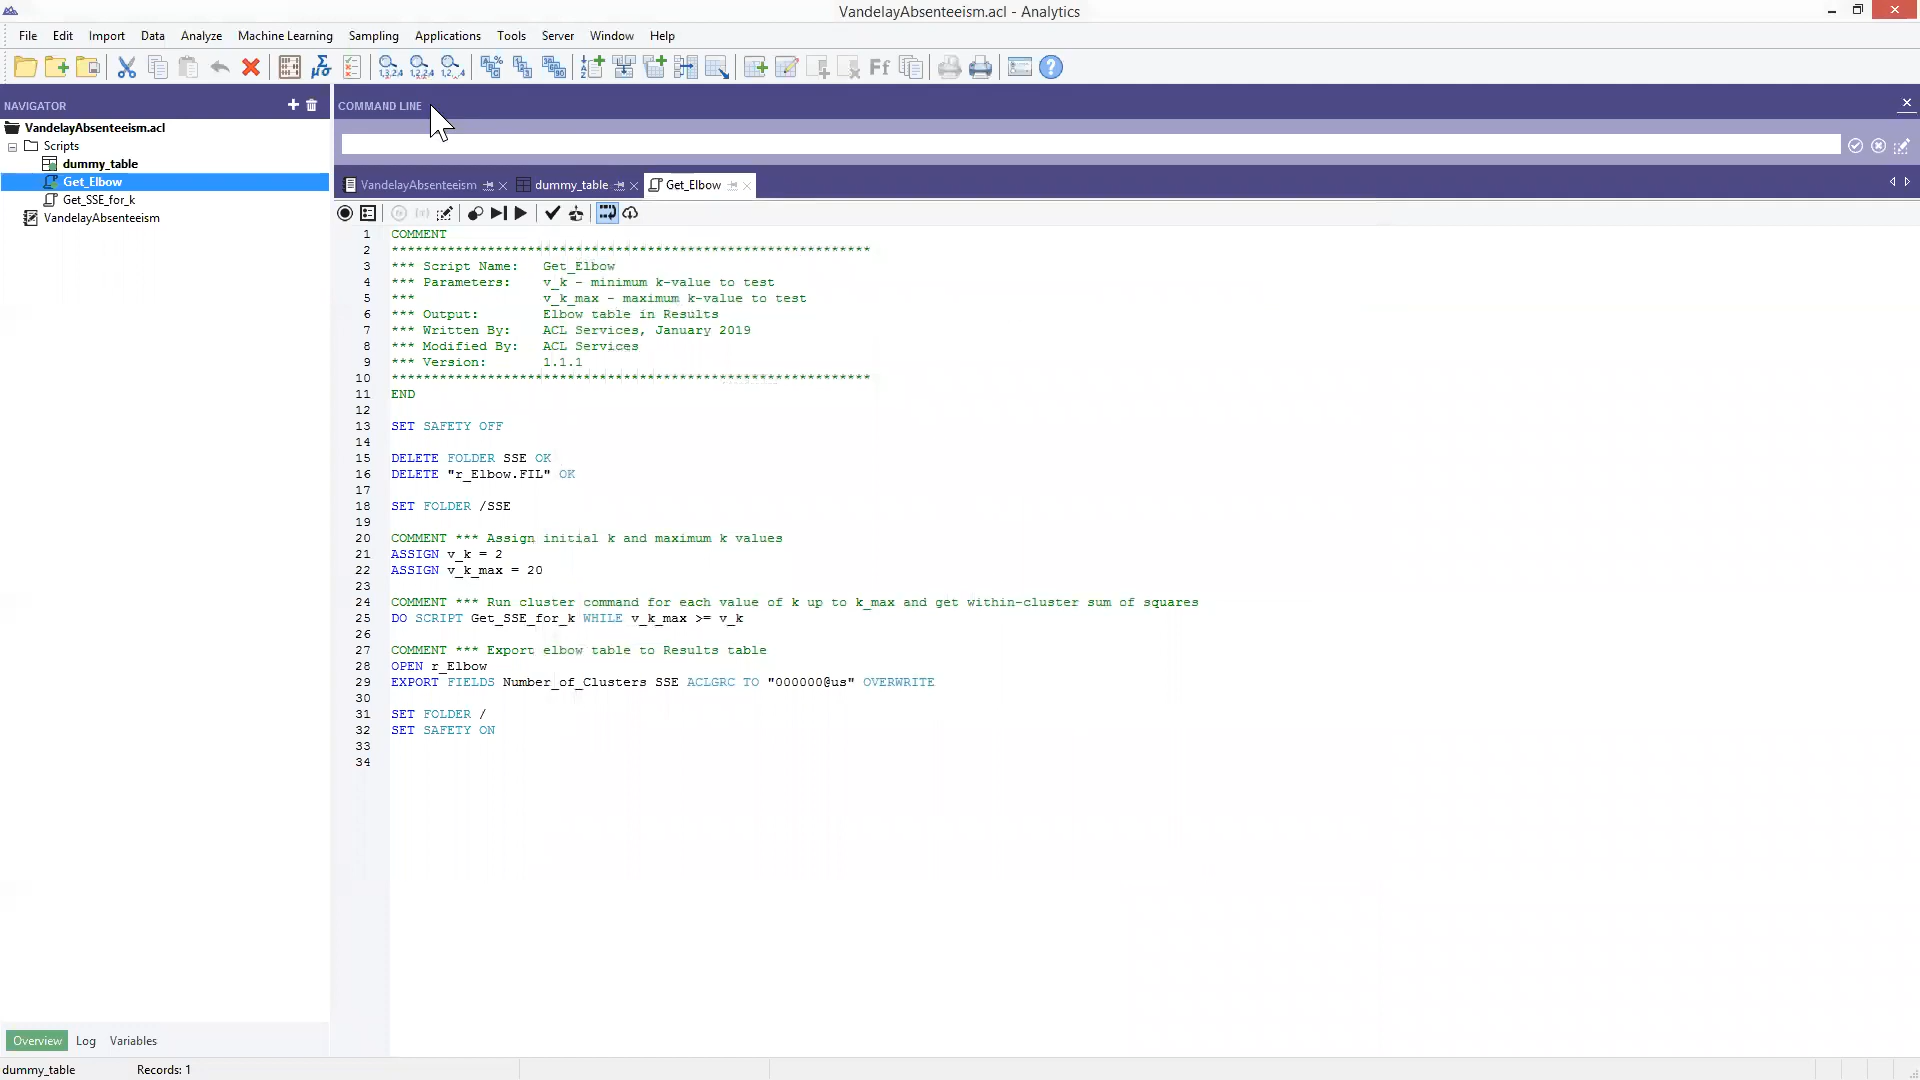 VandelayAbsenteeism.acl - Analytics
File Edit Import Data Analyze Machine Learning Sampling Applications Tools Server Window Help
NAVIGATOR
COMMAND LINE
VandelayAbsenteeism.acl
Scripts
dummy_table
Get_Elbow
Get_SSE_for_k
VandelayAbsenteeism
VandelayAbsenteeism dummy_table Get_Elbow
1 COMMENT
2 ************************************************************
3 *** Script Name: Get_Elbow
4 *** Parameters: v_k - minimum k-value to test
5 *** v_k_max - maximum k-value to test
6 *** Output: Elbow table in Results
7 *** Written By: ACL Services, January 2019
8 *** Modified By: ACL Services
9 *** Version: 1.1.1
10 ************************************************************
11 END
12
13 SET SAFETY OFF
14
15 DELETE FOLDER SSE OK
16 DELETE "r_Elbow.FIL" OK
17
18 SET FOLDER /SSE
19
20 COMMENT *** Assign initial k and maximum k values
21 ASSIGN v_k = 2
22 ASSIGN v_k_max = 20
23
24 COMMENT *** Run cluster command for each value of k up to k_max and get within-cluster sum of squares
25 DO SCRIPT Get_SSE_for_k WHILE v_k_max >= v_k
26
27 COMMENT *** Export elbow table to Results table
28 OPEN r_Elbow
29 EXPORT FIELDS Number_of_Clusters SSE ACLGRC TO "000000@us" OVERWRITE
30
31 SET FOLDER /
32 SET SAFETY ON
33
34
Overview Log Variables
dummy_table Records: 1